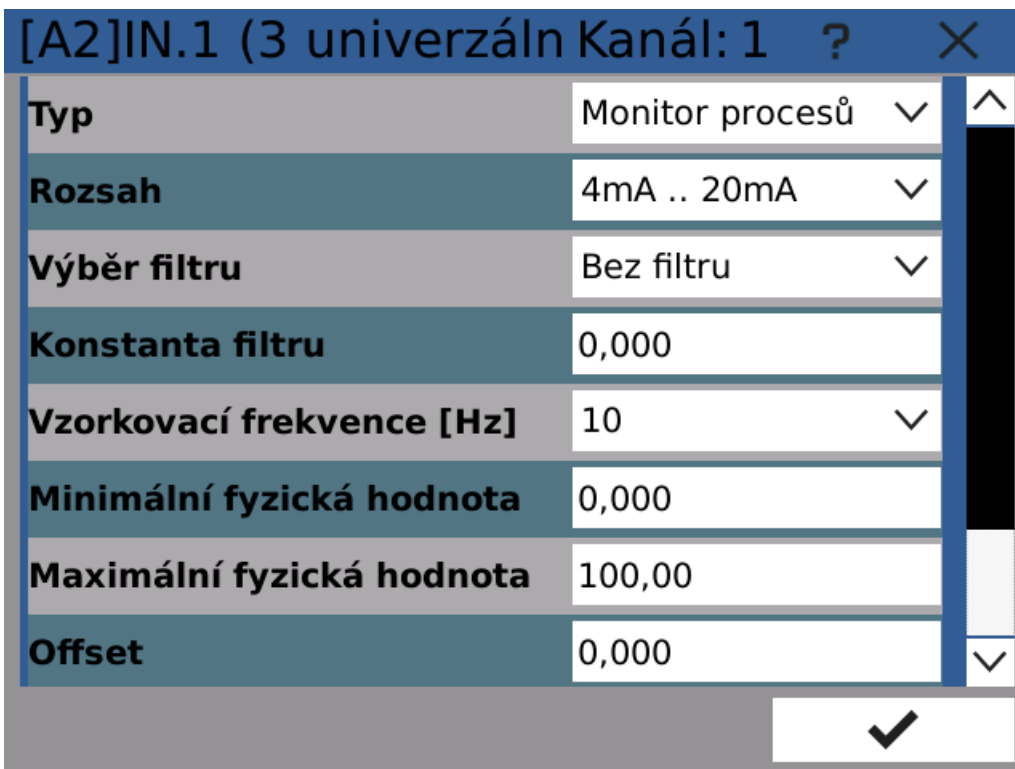 [A2]IN.1 (3 univerzáln Kanál: 1 ?
Typ Monitor procesů
Rozsah 4mA .. 20mA
Výběr filtru Bez filtru
Konstanta filtru 0,000
Vzorkovací frekvence [Hz] 10
Minimální fyzická hodnota 0,000
Maximální fyzická hodnota 100,00
Offset 0,000